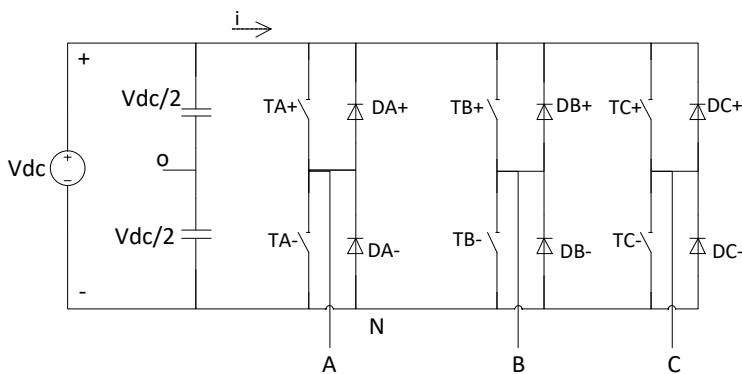 i
+
Vdc/2
TA+
DA+
TB+
DB+
TC+
DC+
Vdc
+
−
o
Vdc/2
TA-
DA-
TB-
DB-
TC-
DC-
-
N
A
B
C